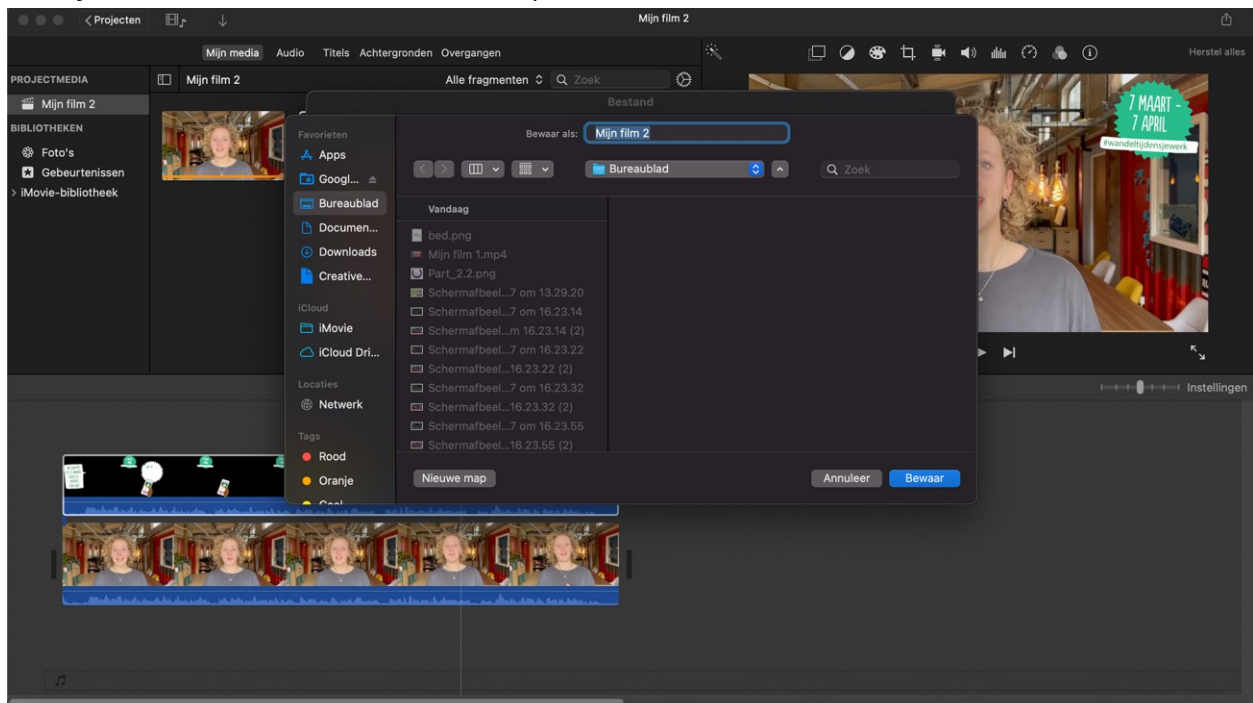 Projecten
Mijn film 2
Mijn media Audio Titels Achtergronden Overgangen
Herstel alles
PROJECTMEDIA
Mijn film 2
BIBLIOTHEKEN
Foto's
Gebeurtenissen
iMovie-bibliotheek
Mijn film 2
Alle fragmenten
Zoek
Bestand
Favorieten
Apps
Googl...
Bureaublad
Documen...
Downloads
Creative...
iCloud
iMovie
iCloud Dri...
Locaties
Netwerk
Tags
Rood
Oranje
Geel
Bewaar als: Mijn film 2
Bureaublad
Zoek
Vandaag
bed.png
Mijn film 1.mp4
Part_2.2.png
Schermafbeel...7 om 13.29.20
Schermafbeel...7 om 16.23.14
Schermafbeel...m 16.23.14 (2)
Schermafbeel...7 om 16.23.22
Schermafbeel...16.23.22 (2)
Schermafbeel...7 om 16.23.32
Schermafbeel...16.23.32 (2)
Schermafbeel...7 om 16.23.55
Schermafbeel...16.23.55 (2)
Nieuwe map
Annuleer
Bewaar
7 MAART -
7 APRIL
#wandeltijdensjewerk
Instellingen